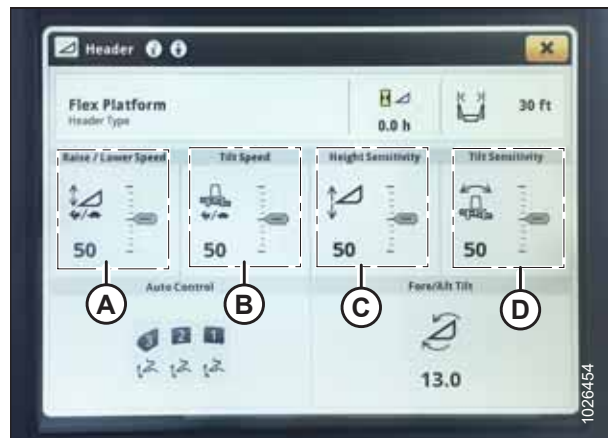 Header
Flex Platform
Header Type
0.0 h
30 ft
Raise / Lower Speed
Tilt Speed
Height Sensitivity
Tilt Sensitivity
50
50
50
50
A
B
C
D
Auto Control
Fore/Aft Tilt
3 2 1
13.0
1026454